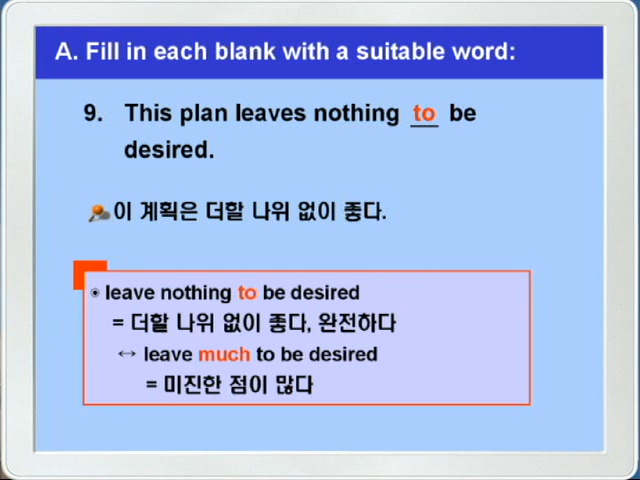 A. Fill in each blank with a suitable word:
9. This plan leaves nothing to be
desired.
이 계획은 더할 나위 없이 좋다.
leave nothing to be desired
= 더할 나위 없이 좋다, 완전하다
↔ leave much to be desired
= 미진한 점이 많다